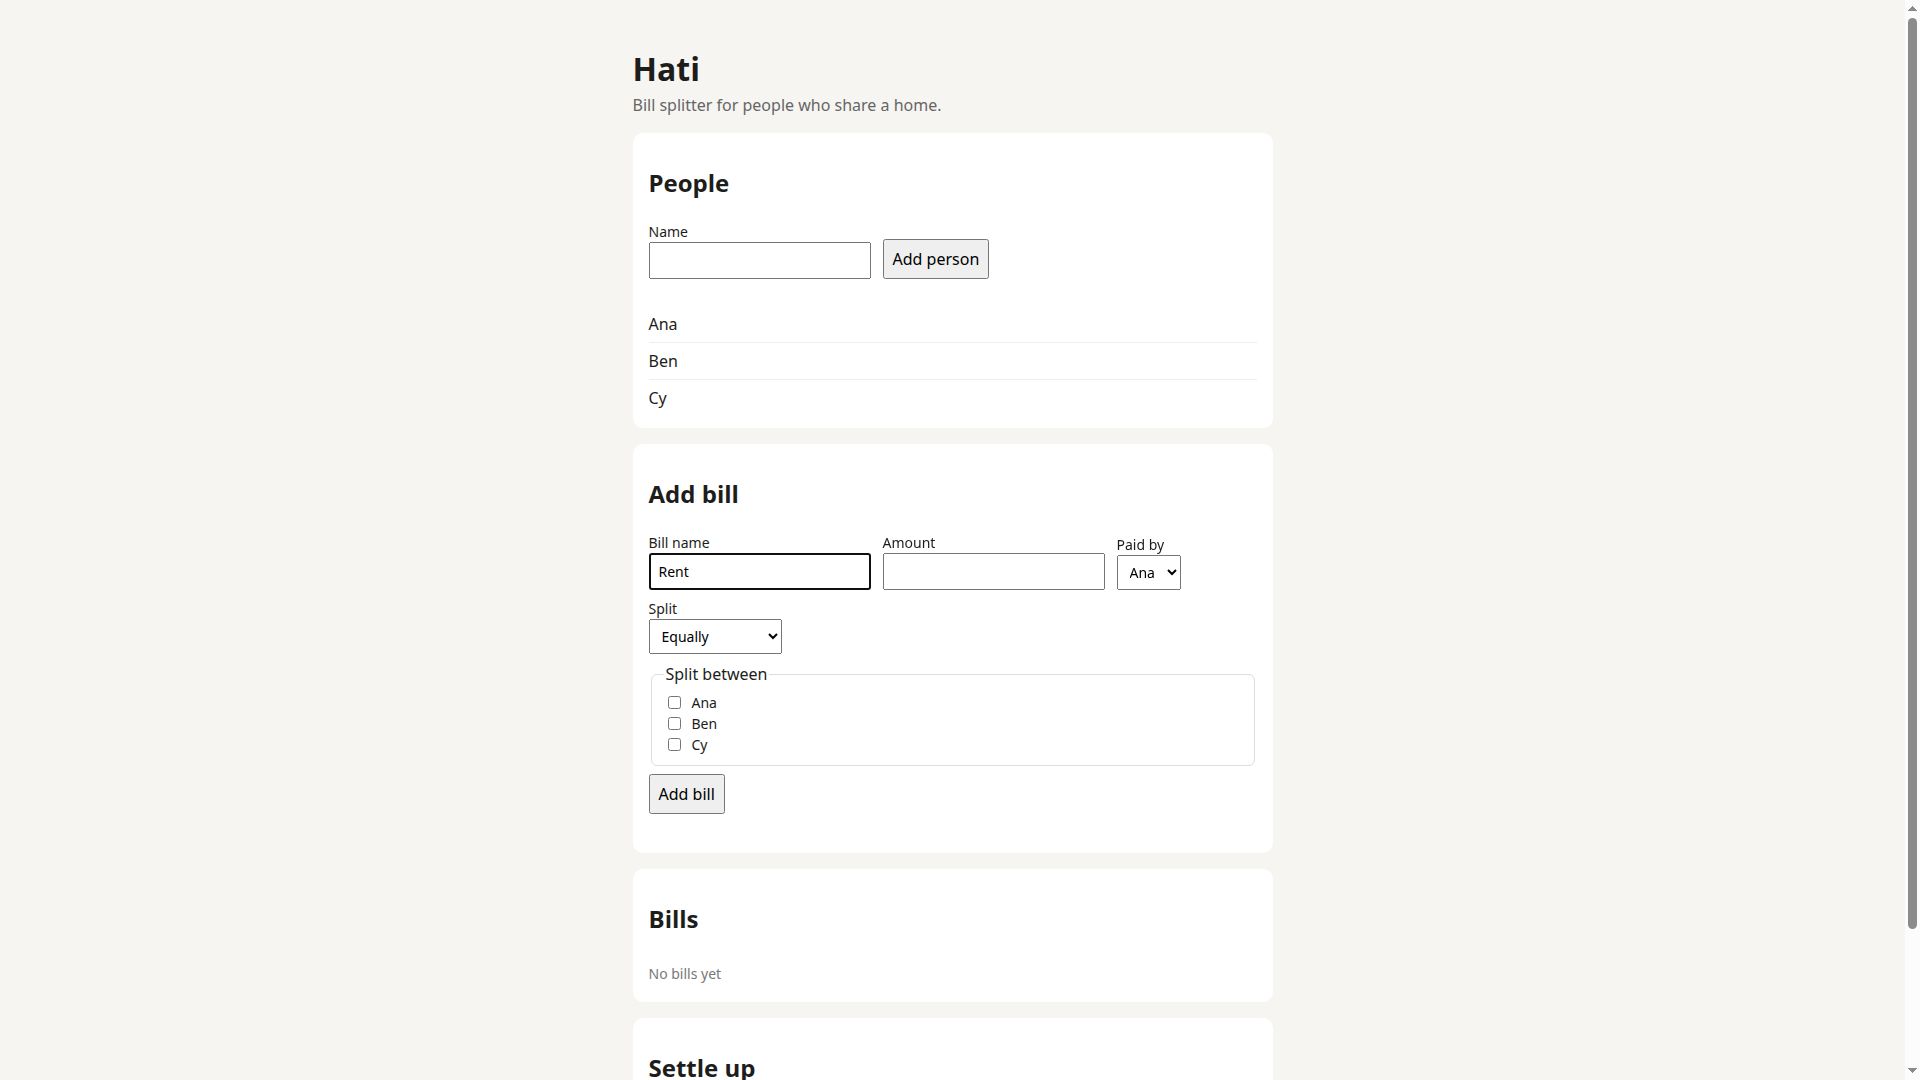 Hati
Bill splitter for people who share a home.
People
Name
Add person
Ana
Ben
Cy
Add bill
Bill name
Amount
Paid by
Rent
Ana
Split
Equally
Split between
Ana
Ben
Cy
Add bill
Bills
No bills yet
Settle up